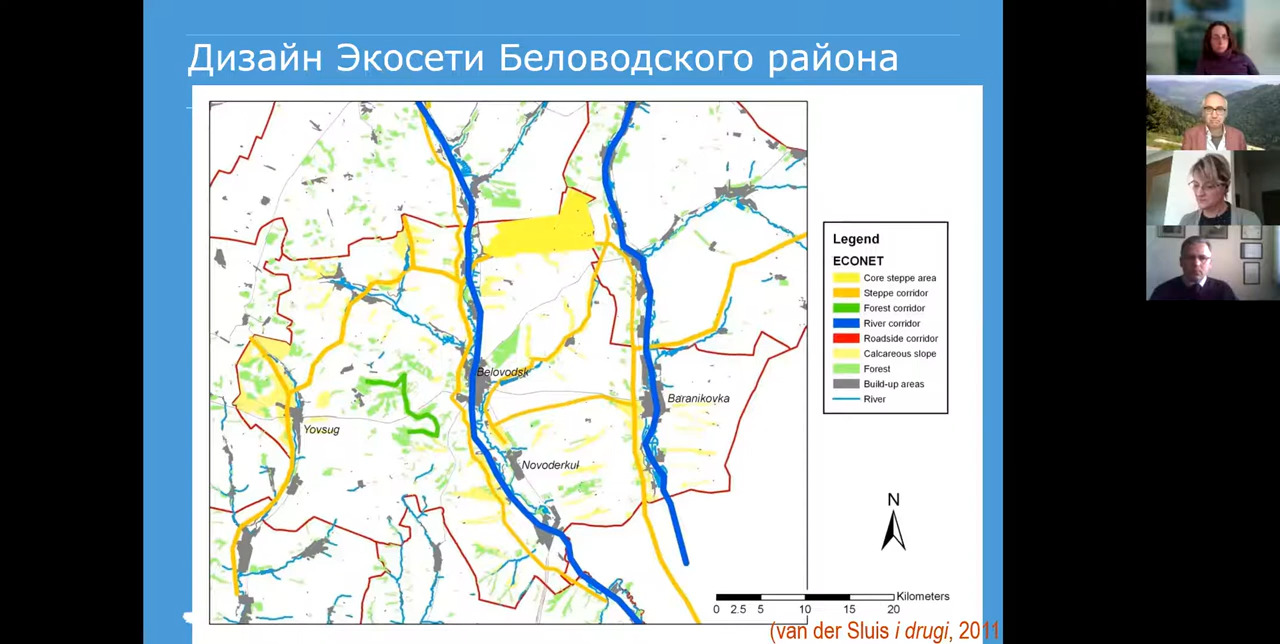 Дизайн Экосети Беловодского района
Legend
ECONET
Core steppe area
Steppe corridor
Forest corridor
River corridor
Roadside corridor
Calcareous slope
Forest
Build-up areas
River
Belovodsk
Baranikovka
Yovsug
Novoderkul
N
Kilometers
0 2.5 5 10 15 20
(van der Sluis i drugi, 2011